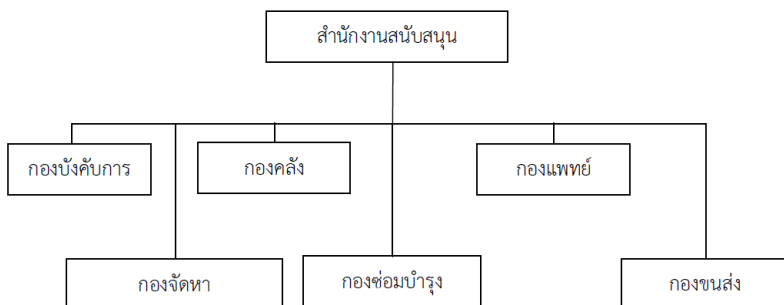 สำนักงานสนับสนุน
กองบังคับการ
กองคลัง
กองแพทย์
กองจัดหา
กองซ่อมบำรุง
กองขนส่ง